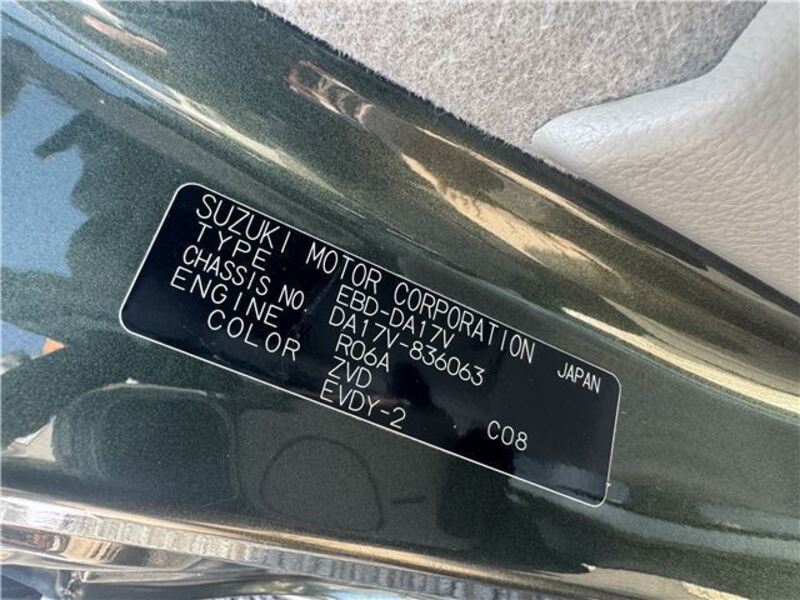 SUZUKI MOTOR CORPORATION JAPAN
TYPE EBD-DA17V
CHASSIS NO. DA17V-836063
ENGINE R06A
COLOR ZVD
EVDY-2 C08